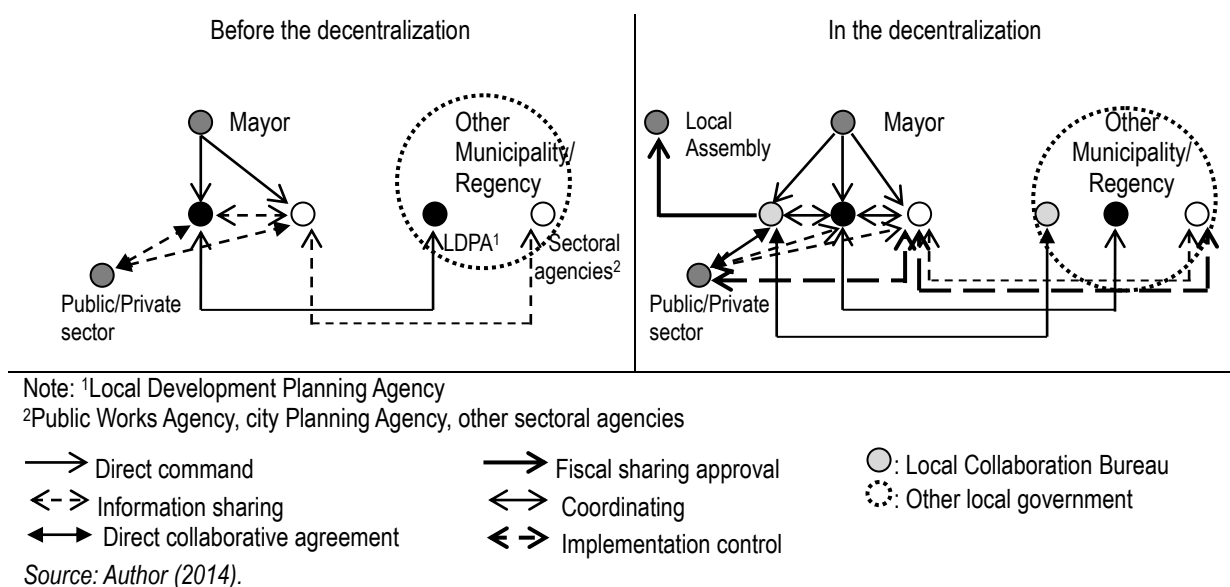 Before the decentralization
Mayor
Other
Municipality/
Regency
LDPA¹
Sectoral
agencies²
Public/Private
sector
In the decentralization
Local
Assembly
Mayor
Other
Municipality/
Regency
Public/Private
sector
Note: ¹Local Development Planning Agency
²Public Works Agency, city Planning Agency, other sectoral agencies
Direct command
Information sharing
Direct collaborative agreement
Fiscal sharing approval
Coordinating
Implementation control
: Local Collaboration Bureau
: Other local government
Source: Author (2014).